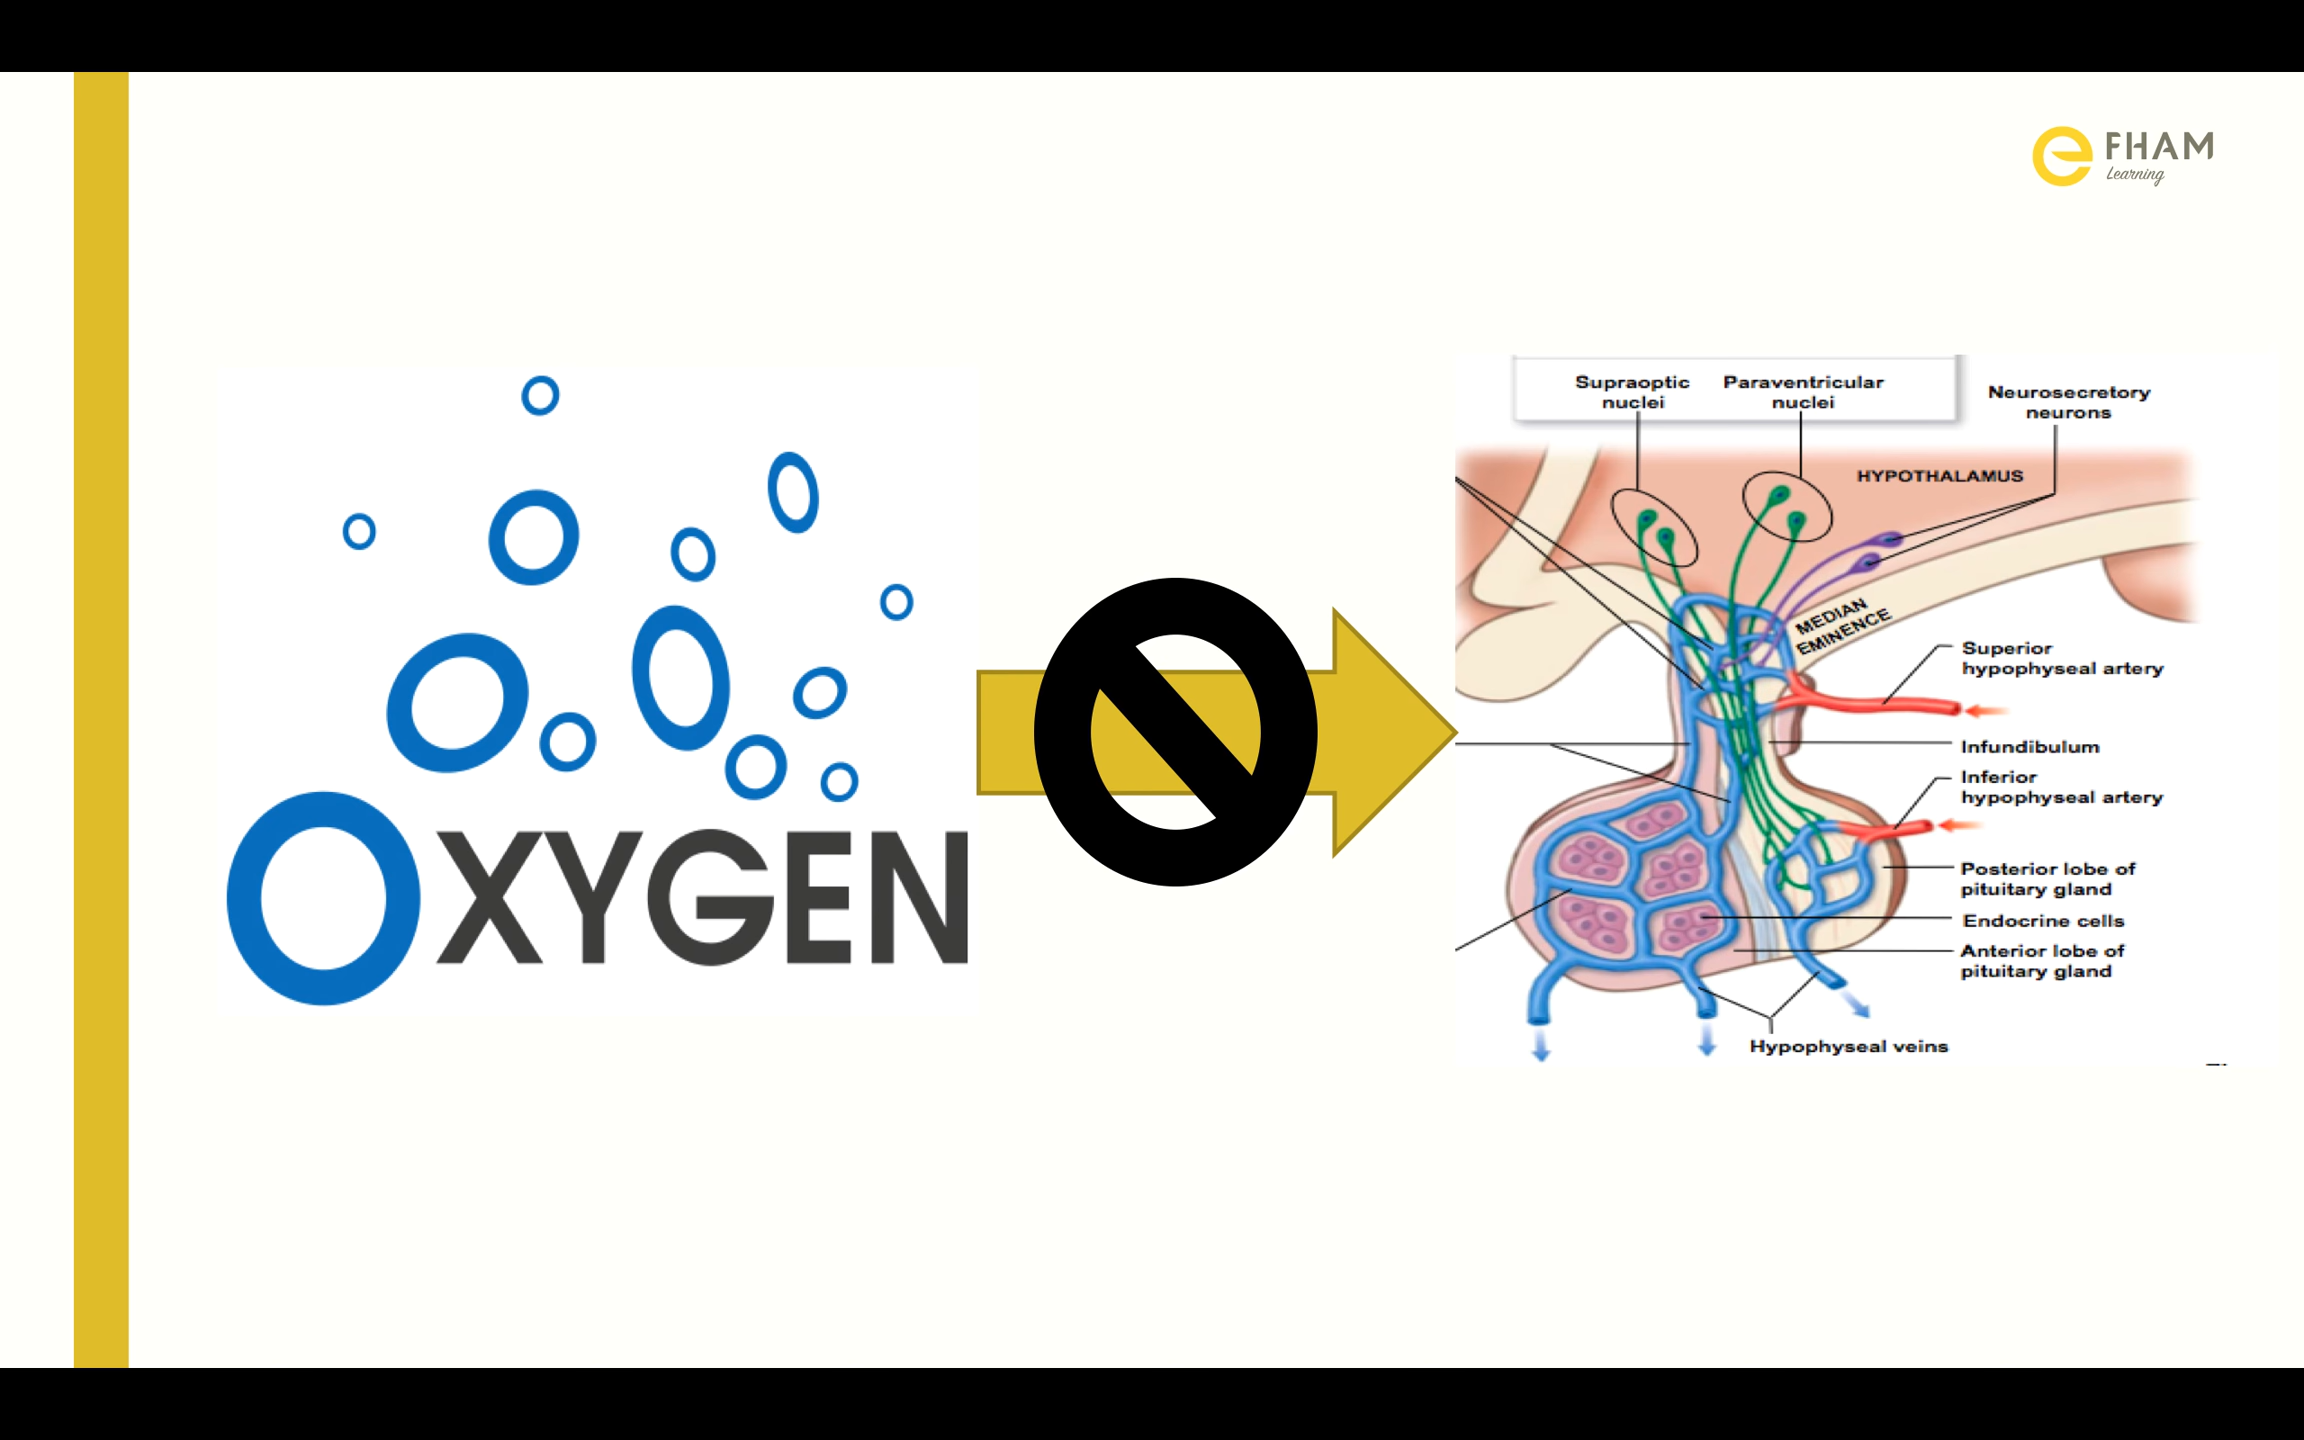 e FHAM
Learning
OXYGEN
Supraoptic
nuclei
Paraventricular
nuclei
Neurosecretory
neurons
HYPOTHALAMUS
MEDIAN
EMINENCE
Superior
hypophyseal artery
Infundibulum
Inferior
hypophyseal artery
Posterior lobe of
pituitary gland
Endocrine cells
Anterior lobe of
pituitary gland
Hypophyseal veins